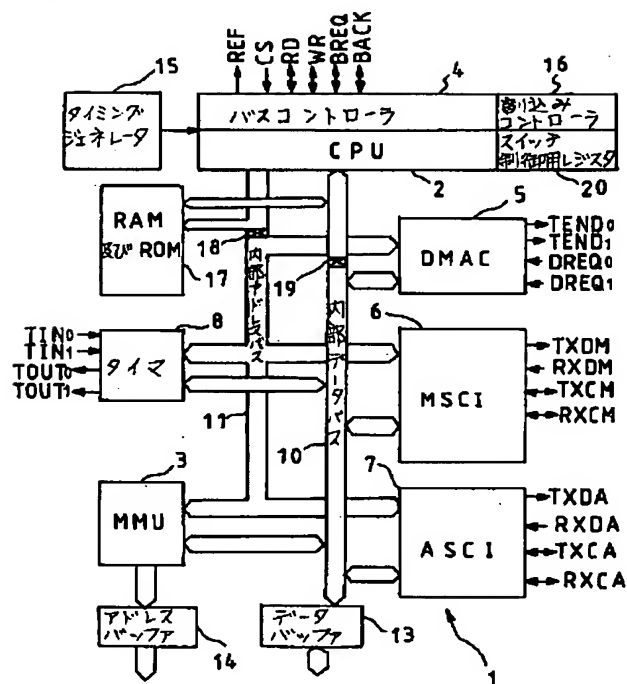 REF
CS
RD
WR
BREQ
BACK
15
4
16
タイミング
ジェネレータ
バスコントローラ
割り込み
コントローラ
CPU
スイッチ
制御用レジスタ
2
20
RAM
及びROM
17
18
19
5
DMAC
TEND0
TEND1
DREQ0
DREQ1
内部アドレスバス
内部データバス
8
TIN0
TIN1
TOUT0
TOUT1
タイマ
6
MSCI
TXDM
RXDM
TXCM
RXCM
11
10
3
MMU
7
ASCI
TXDA
RXDA
TXCA
RXCA
アドレス
バッファ
14
データ
バッファ
13
1